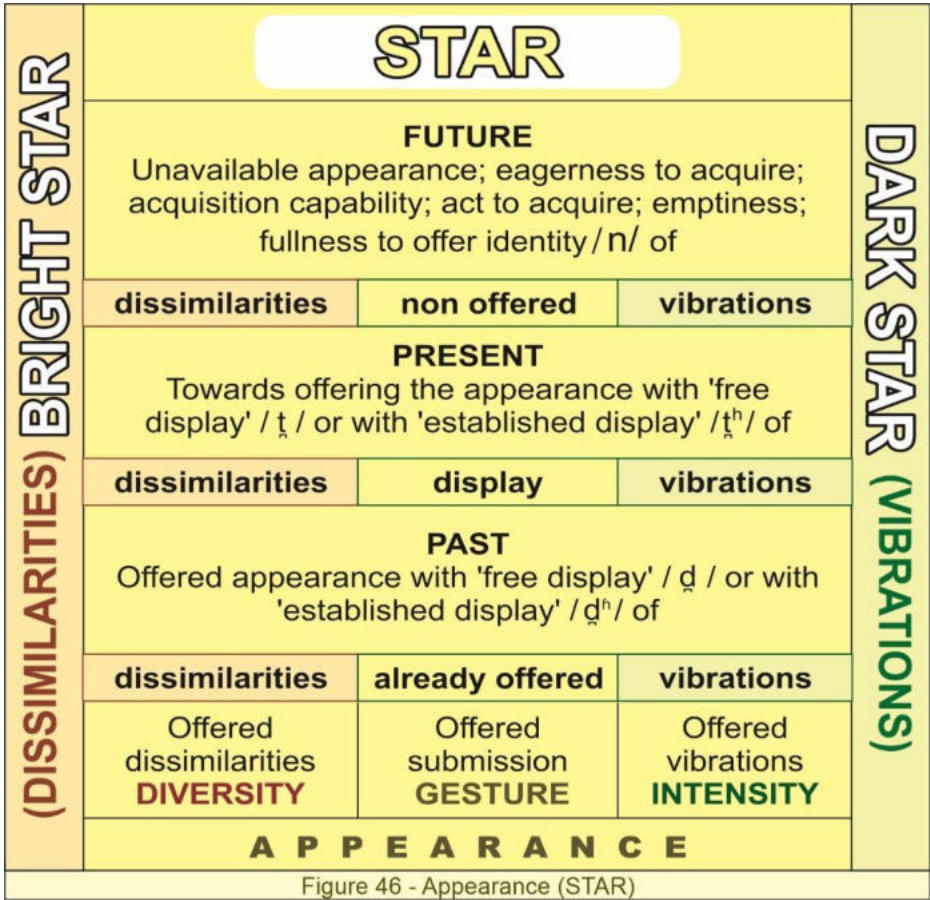 STAR
BRIGHT STAR (DISSIMILARITIES)
DARK STAR (VIBRATIONS)
FUTURE
Unavailable appearance; eagerness to acquire;
acquisition capability; act to acquire; emptiness;
fullness to offer identity / n/ of
dissimilarities non offered vibrations
PRESENT
Towards offering the appearance with 'free
display' / t̪ / or with 'established display' /t̪ʰ/ of
dissimilarities display vibrations
PAST
Offered appearance with 'free display' / d̪ / or with
'established display' /d̪ʱ/ of
dissimilarities already offered vibrations
Offered Offered Offered
dissimilarities submission vibrations
DIVERSITY GESTURE INTENSITY
APPEARANCE
Figure 46 - Appearance (STAR)